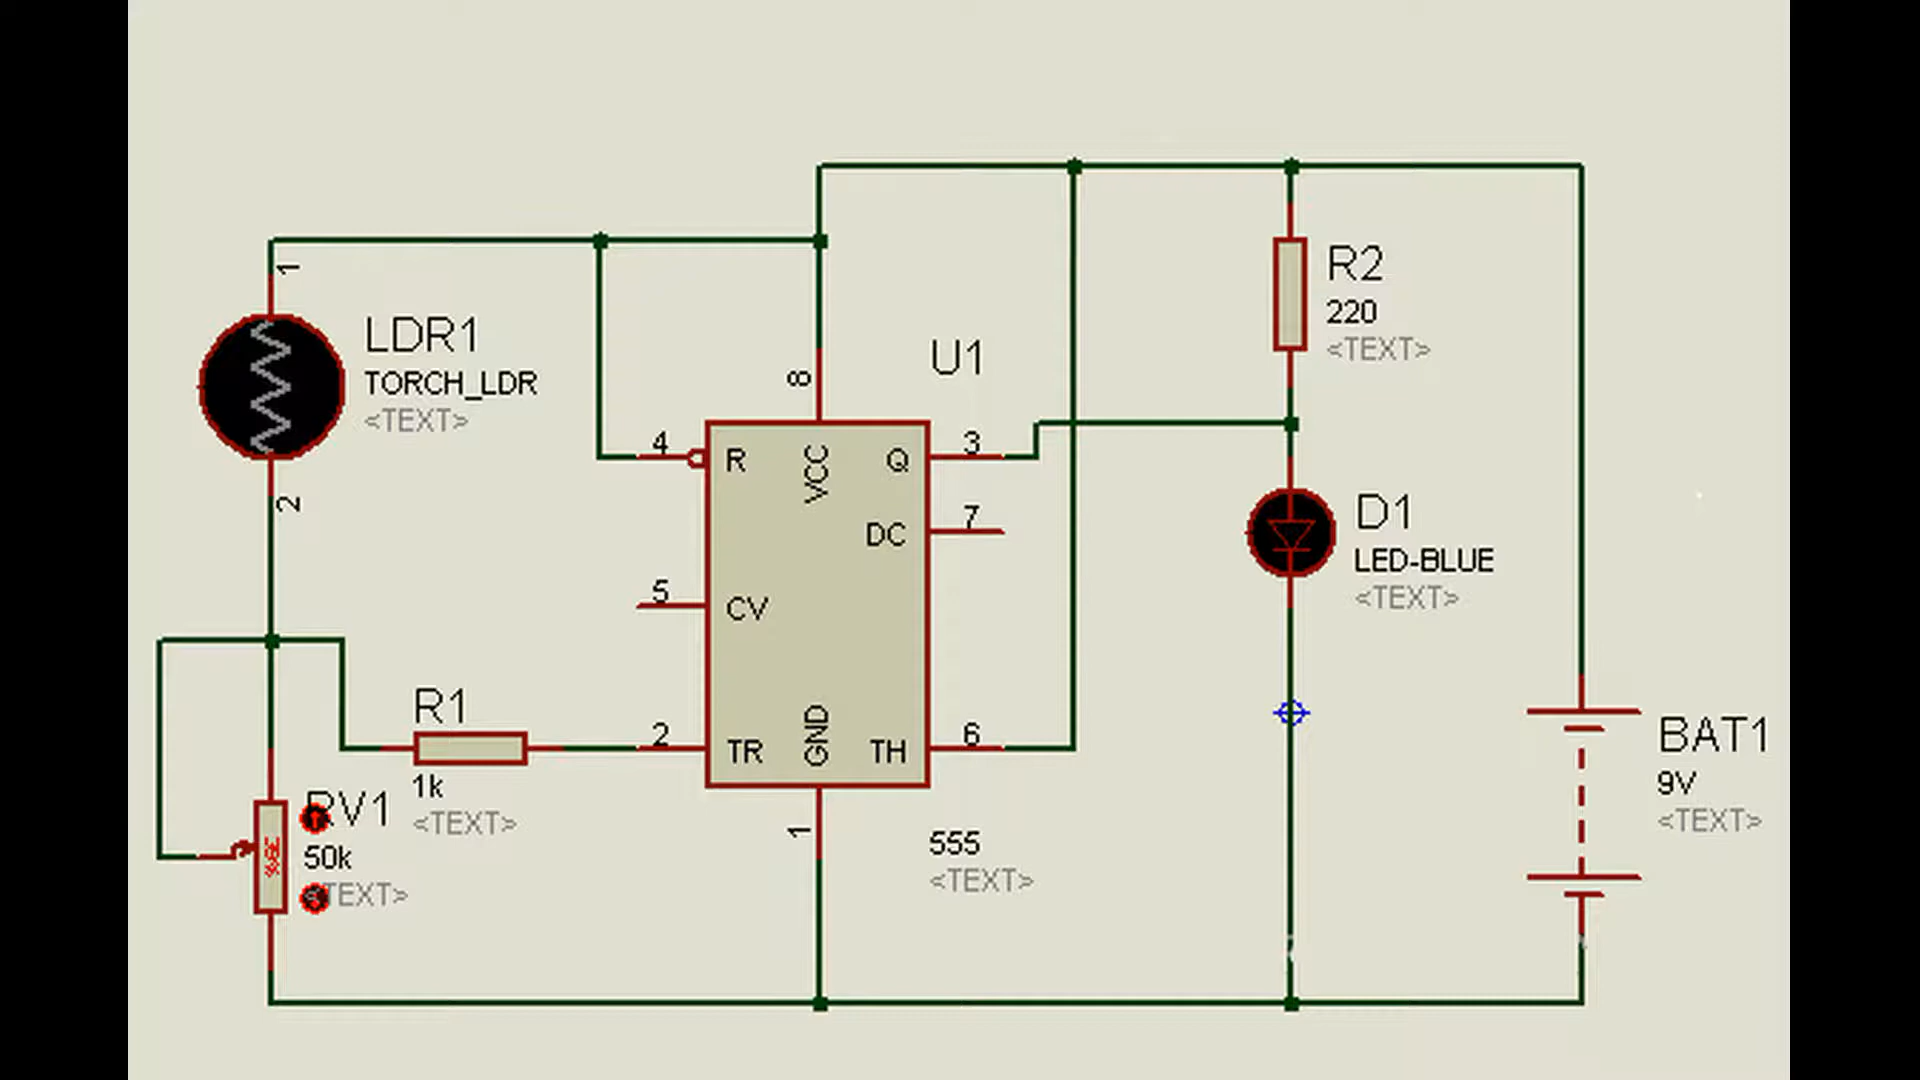 1
LDR1
TORCH_LDR
<TEXT>
2
R1
1k
<TEXT>
RV1
50k
<TEXT>
U1
8
4
R
VCC
Q
3
DC
7
5
CV
2
TR
GND
TH
6
1
555
<TEXT>
R2
220
<TEXT>
D1
LED-BLUE
<TEXT>
BAT1
9V
<TEXT>